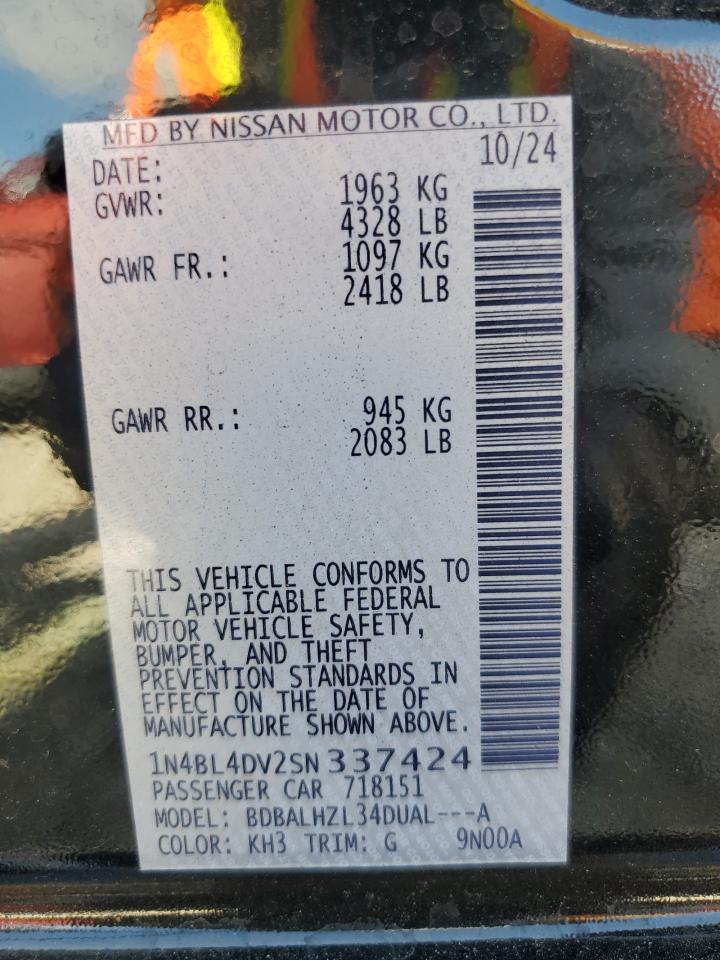 MFD BY NISSAN MOTOR CO., LTD.
DATE: 10/24
GVWR: 1963 KG
4328 LB
GAWR FR.: 1097 KG
2418 LB
GAWR RR.: 945 KG
2083 LB
THIS VEHICLE CONFORMS TO
ALL APPLICABLE FEDERAL
MOTOR VEHICLE SAFETY,
BUMPER, AND THEFT
PREVENTION STANDARDS IN
EFFECT ON THE DATE OF
MANUFACTURE SHOWN ABOVE.
1N4BL4DV2SN337424
PASSENGER CAR 718151
MODEL: BDBALHZL34DUAL---A
COLOR: KH3 TRIM: G 9N00A